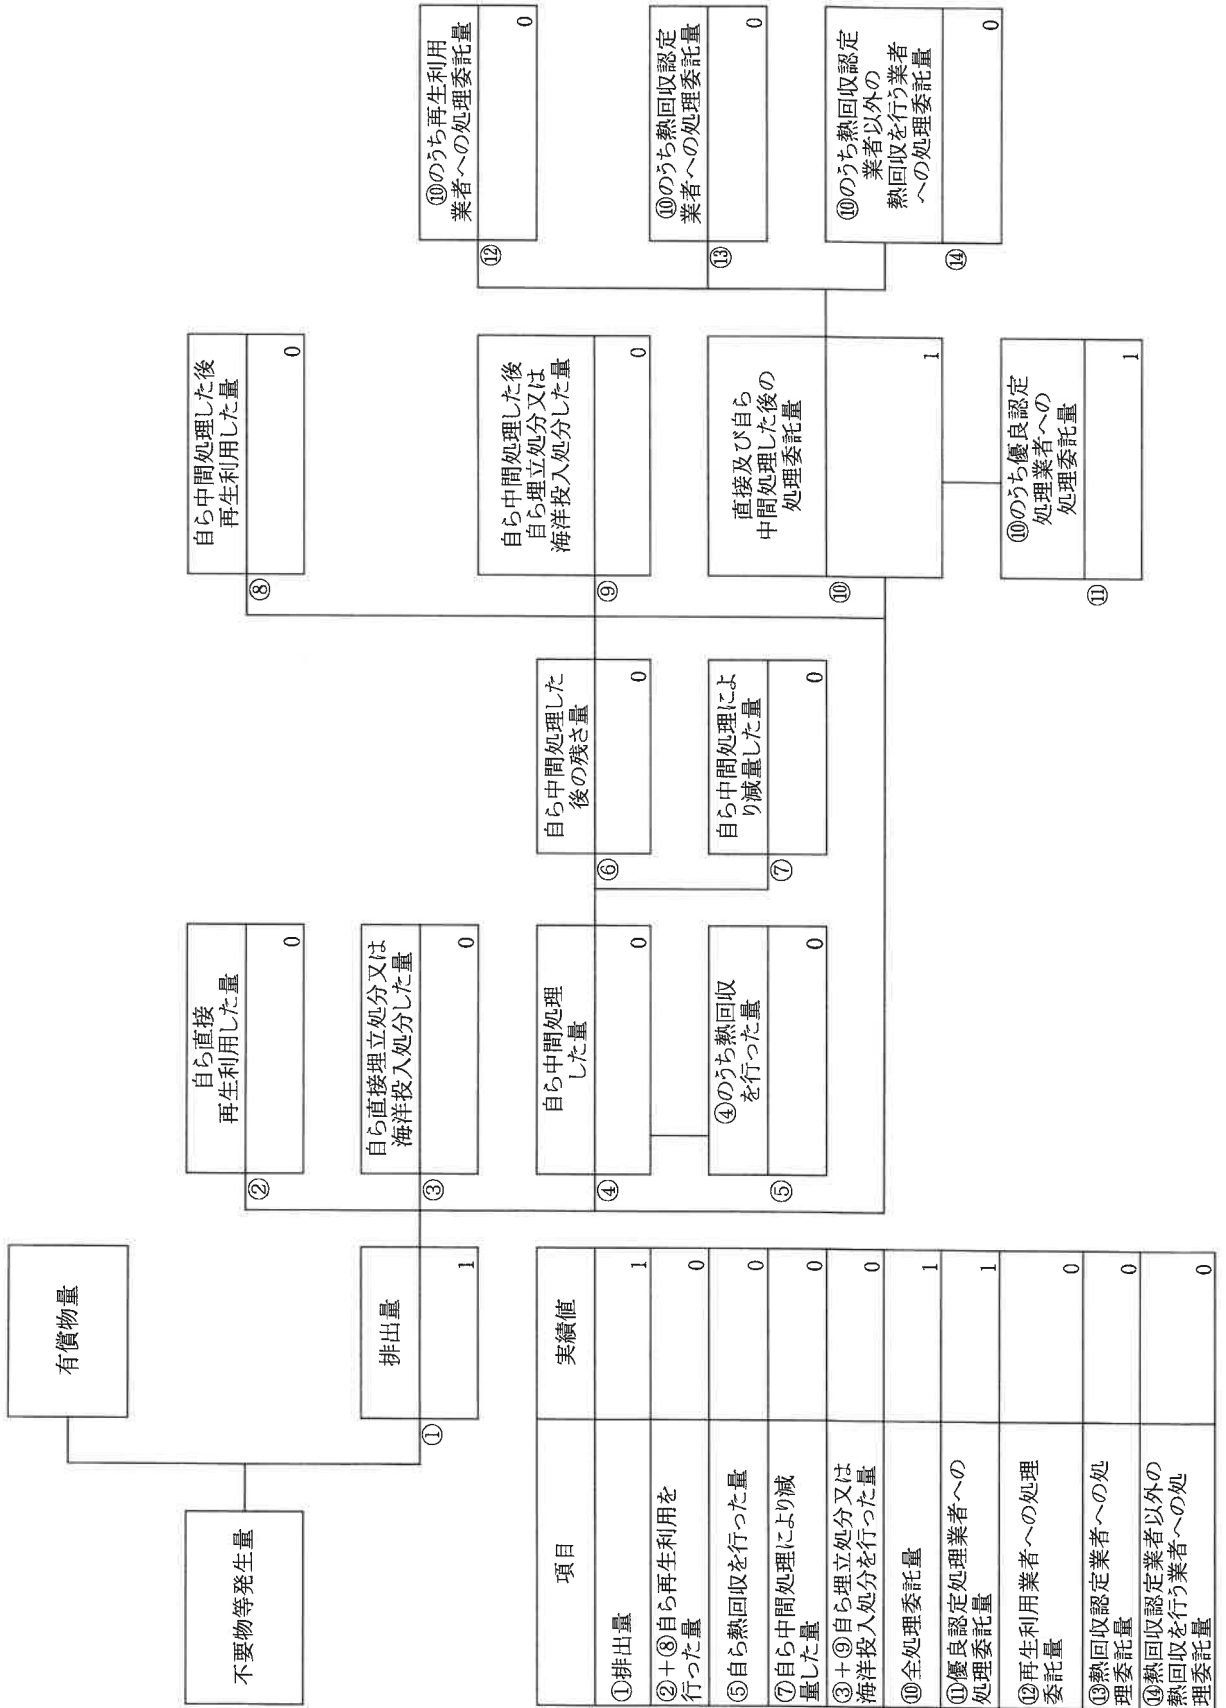 有償物量
不要物等発生量
①
排出量
1
②
自ら直接
再生利用した量
0
③
自ら直接埋立処分又は
海洋投入処分した量
0
④
自ら中間処理
した量
0
⑤
④のうち熱回収
を行った量
0
⑥
自ら中間処理した
後の残さ量
0
⑦
自ら中間処理によ
り減量した量
0
⑧
自ら中間処理した後
再生利用した量
0
⑨
自ら中間処理した後
自ら埋立処分又は
海洋投入処分した量
0
⑩
直接及び自ら
中間処理した後の
処理委託量
1
⑪
⑩のうち優良認定
処理業者への
処理委託量
1
⑫
⑩のうち再生利用
業者への処理委託量
0
⑬
⑩のうち熱回収認定
業者への処理委託量
0
⑭
⑩のうち熱回収認定
業者以外の
熱回収を行う業者
への処理委託量
0
項目 実績値
①排出量 1
②+⑧自ら再生利用を
行った量 0
⑤自ら熱回収を行った量 0
⑦自ら中間処理により減
量した量 0
③+⑨自ら埋立処分又は
海洋投入処分を行った量 0
⑩全処理委託量 1
⑪優良認定処理業者への
処理委託量 1
⑫再生利用業者への処理
委託量 0
⑬熱回収認定業者への処
理委託量 0
⑭熱回収認定業者以外の
熱回収を行う業者への処
理委託量 0